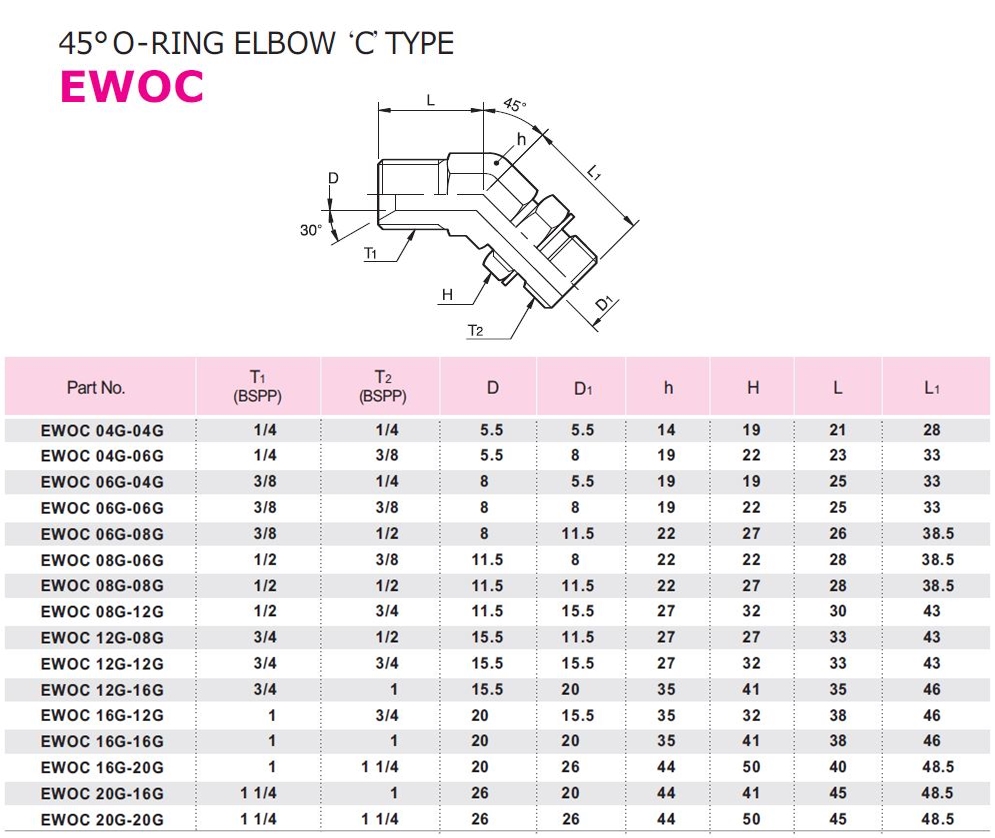 45° O-RING ELBOW ‘C’ TYPE
EWOC
L
45°
h
L1
D
30°
T1
H
D1
T2
Part No. T1 (BSPP) T2 (BSPP) D D1 h H L L1
EWOC 04G-04G 1/4 1/4 5.5 5.5 14 19 21 28
EWOC 04G-06G 1/4 3/8 5.5 8 19 22 23 33
EWOC 06G-04G 3/8 1/4 8 5.5 19 19 25 33
EWOC 06G-06G 3/8 3/8 8 8 19 22 25 33
EWOC 06G-08G 3/8 1/2 8 11.5 22 27 26 38.5
EWOC 08G-06G 1/2 3/8 11.5 8 22 22 28 38.5
EWOC 08G-08G 1/2 1/2 11.5 11.5 22 27 28 38.5
EWOC 08G-12G 1/2 3/4 11.5 15.5 27 32 30 43
EWOC 12G-08G 3/4 1/2 15.5 11.5 27 27 33 43
EWOC 12G-12G 3/4 3/4 15.5 15.5 27 32 33 43
EWOC 12G-16G 3/4 1 15.5 20 35 41 35 46
EWOC 16G-12G 1 3/4 20 15.5 35 32 38 46
EWOC 16G-16G 1 1 20 20 35 41 38 46
EWOC 16G-20G 1 1 1/4 20 26 44 50 40 48.5
EWOC 20G-16G 1 1/4 1 26 20 44 41 45 48.5
EWOC 20G-20G 1 1/4 1 1/4 26 26 44 50 45 48.5